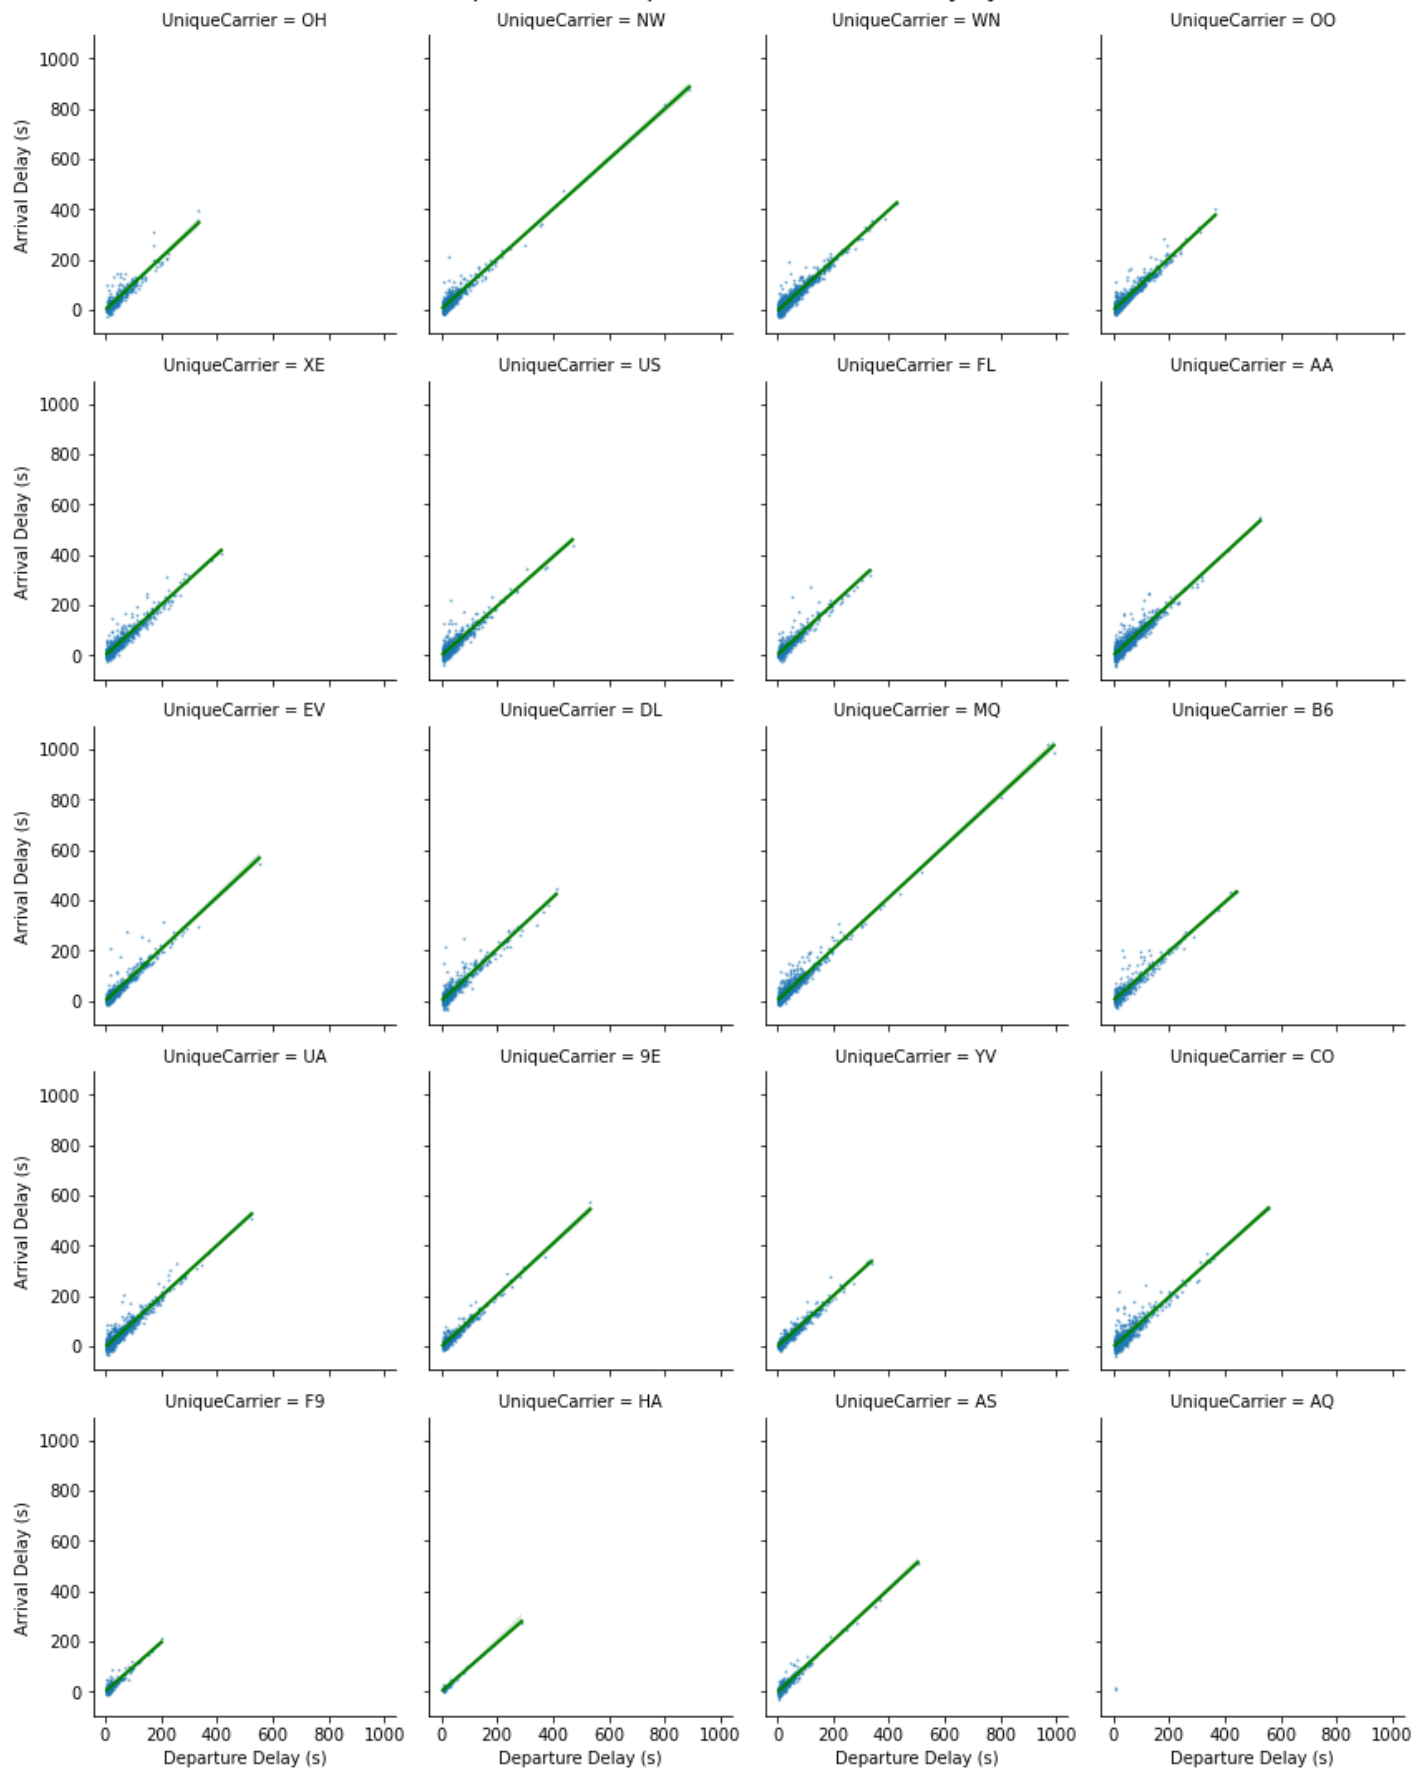 UniqueCarrier = OH UniqueCarrier = NW UniqueCarrier = WN UniqueCarrier = OO
1000
800
600
400
200
0
Arrival Delay (s)
UniqueCarrier = XE UniqueCarrier = US UniqueCarrier = FL UniqueCarrier = AA
1000
800
600
400
200
0
Arrival Delay (s)
UniqueCarrier = EV UniqueCarrier = DL UniqueCarrier = MQ UniqueCarrier = B6
1000
800
600
400
200
0
Arrival Delay (s)
UniqueCarrier = UA UniqueCarrier = 9E UniqueCarrier = YV UniqueCarrier = CO
1000
800
600
400
200
0
Arrival Delay (s)
UniqueCarrier = F9 UniqueCarrier = HA UniqueCarrier = AS UniqueCarrier = AQ
1000
800
600
400
200
0
Arrival Delay (s)
0 200 400 600 800 1000 0 200 400 600 800 1000 0 200 400 600 800 1000 0 200 400 600 800 1000
Departure Delay (s) Departure Delay (s) Departure Delay (s) Departure Delay (s)